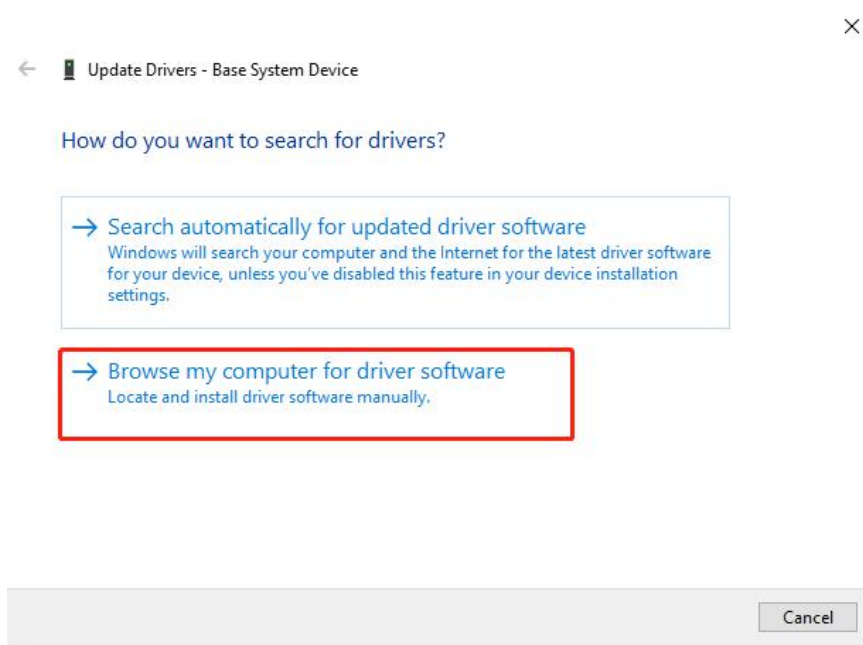 Update Drivers - Base System Device
How do you want to search for drivers?
Search automatically for updated driver software
Windows will search your computer and the Internet for the latest driver software
for your device, unless you've disabled this feature in your device installation
settings.
Browse my computer for driver software
Locate and install driver software manually.
Cancel